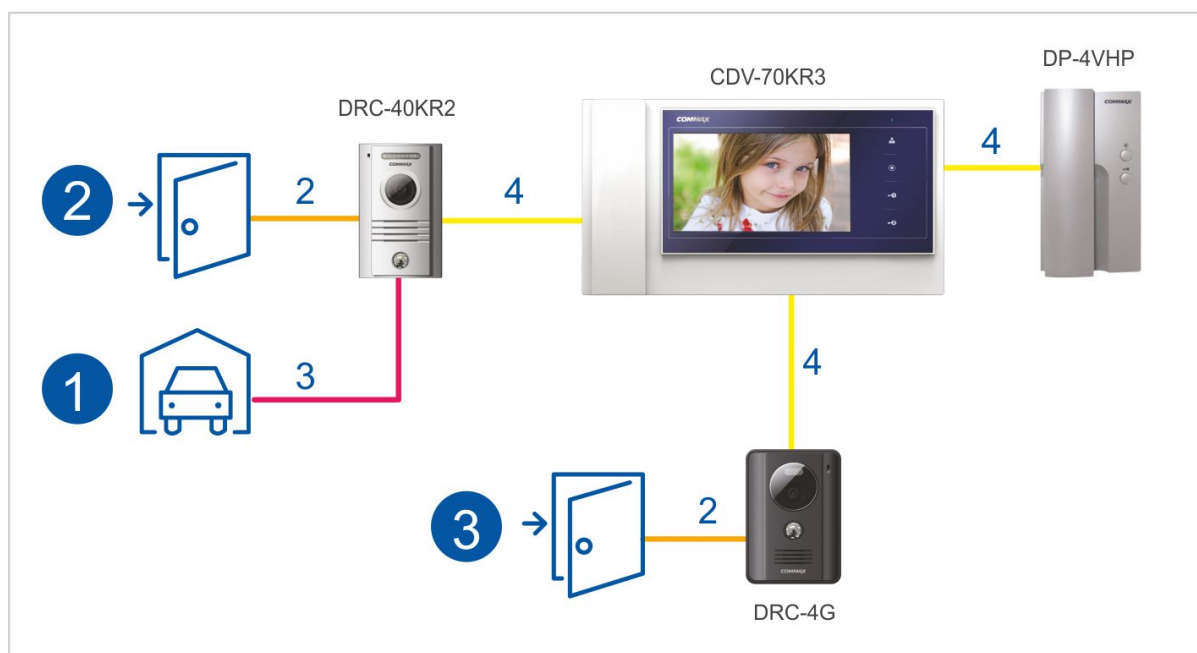 DP-4VHP
CDV-70KR3
DRC-40KR2
COMMAX
COMMAX
COMMAX
4
2
2
4
1
3
4
3
2
COMMAX
DRC-4G